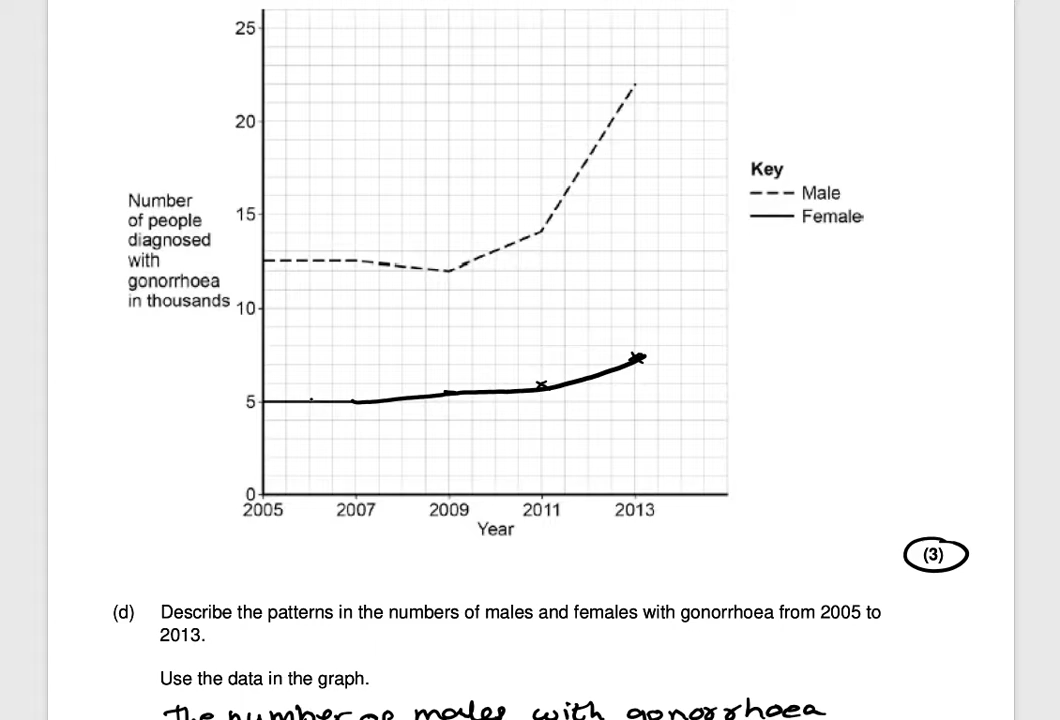 25
20
Key
Male
Number
of people
15
Female
diagnosed
with
gonorrhoea
in thousands
10
5
0
2005 2007 2009 2011 2013
Year
(3)
(d) Describe the patterns in the numbers of males and females with gonorrhoea from 2005 to
2013.
Use the data in the graph.
The number of males with gonorrhoea